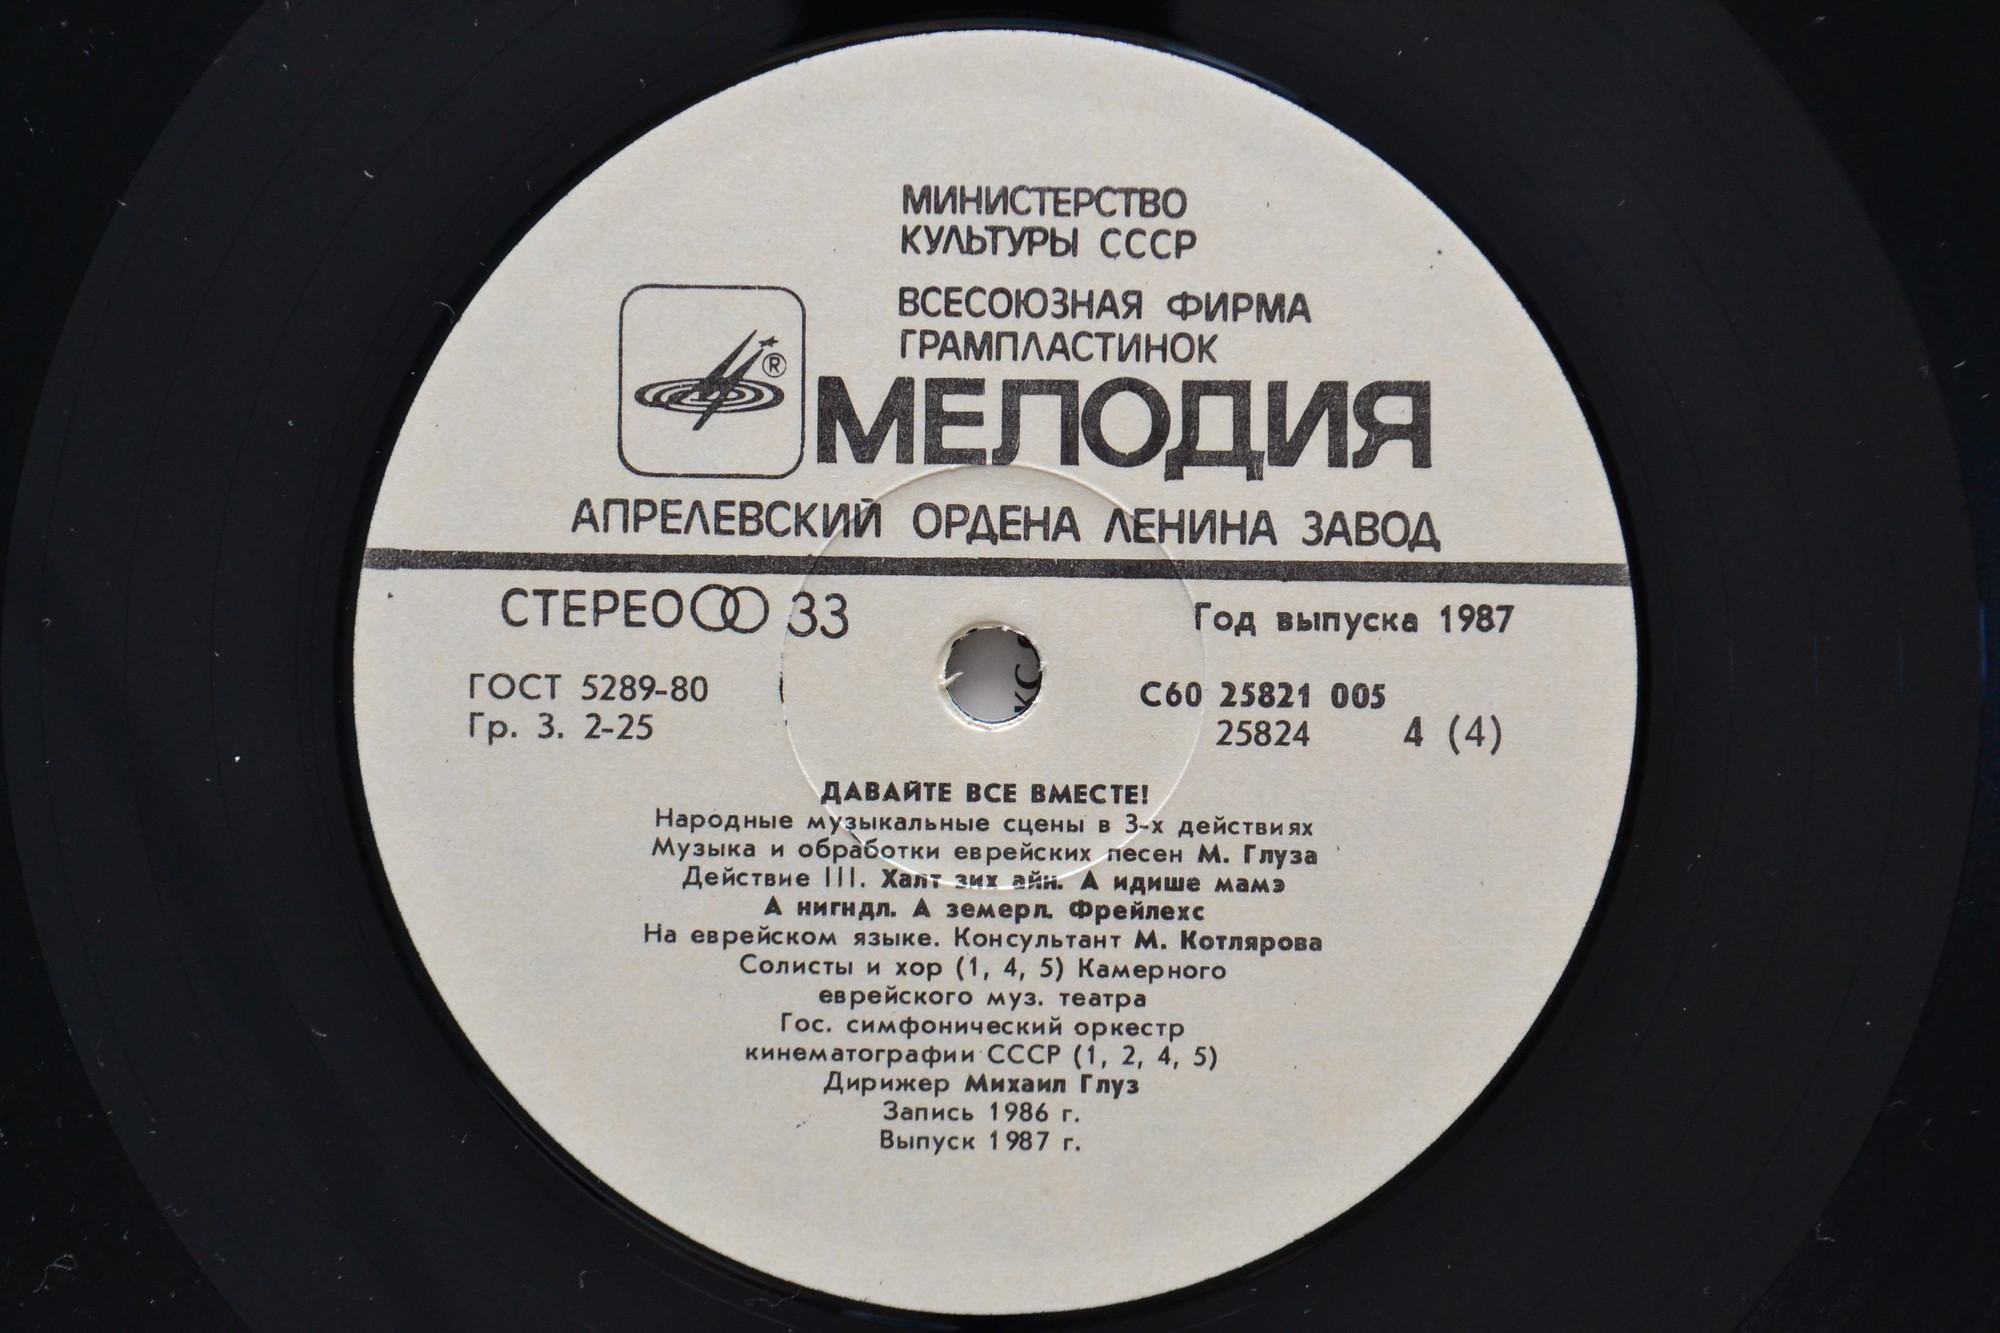 МИНИСТЕРСТВО
КУЛЬТУРЫ СССР
ВСЕСОЮЗНАЯ ФИРМА
ГРАМПЛАСТИНОК
®
МЕЛОДИЯ
АПРЕЛЕВСКИЙ ОРДЕНА ЛЕНИНА ЗАВОД
СТЕРЕО 33
Год выпуска 1987
ГОСТ 5289-80
Гр. 3. 2-25
С60 25821 005
25824 4 (4)
ДАВАЙТЕ ВСЕ ВМЕСТЕ!
Народные музыкальные сцены в 3-х действиях
Музыка и обработки еврейских песен М. Глуза
Действие III. Халт зих айн. А идише мамэ
А нигндл. А земерл. Фрейлехс
На еврейском языке. Консультант М. Котлярова
Солисты и хор (1, 4, 5) Камерного
еврейского муз. театра
Гос. симфонический оркестр
кинематографии СССР (1, 2, 4, 5)
Дирижер Михаил Глуз
Запись 1986 г.
Выпуск 1987 г.